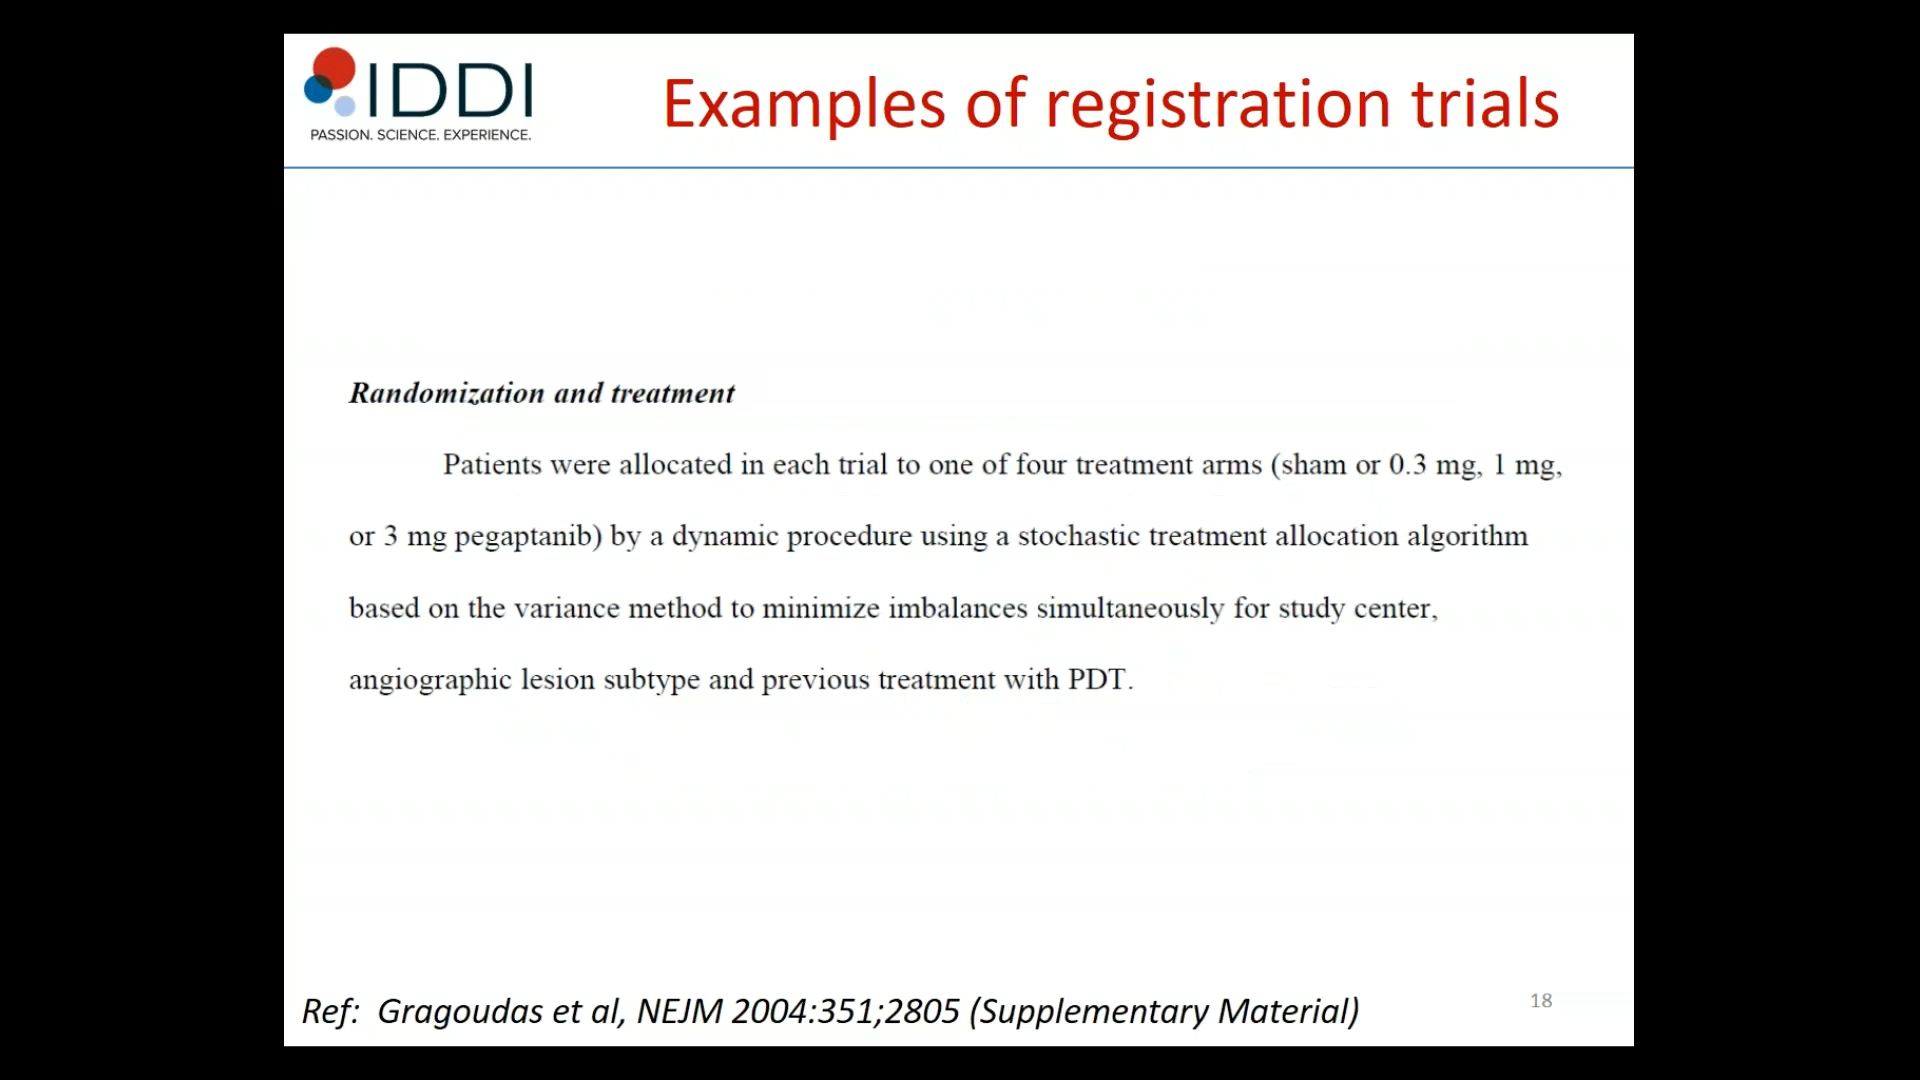 IDDI
PASSION. SCIENCE. EXPERIENCE.
Examples of registration trials
Randomization and treatment
Patients were allocated in each trial to one of four treatment arms (sham or 0.3 mg, 1 mg,
or 3 mg pegaptanib) by a dynamic procedure using a stochastic treatment allocation algorithm
based on the variance method to minimize imbalances simultaneously for study center,
angiographic lesion subtype and previous treatment with PDT.
Ref: Gragoudas et al, NEJM 2004:351;2805 (Supplementary Material)
18